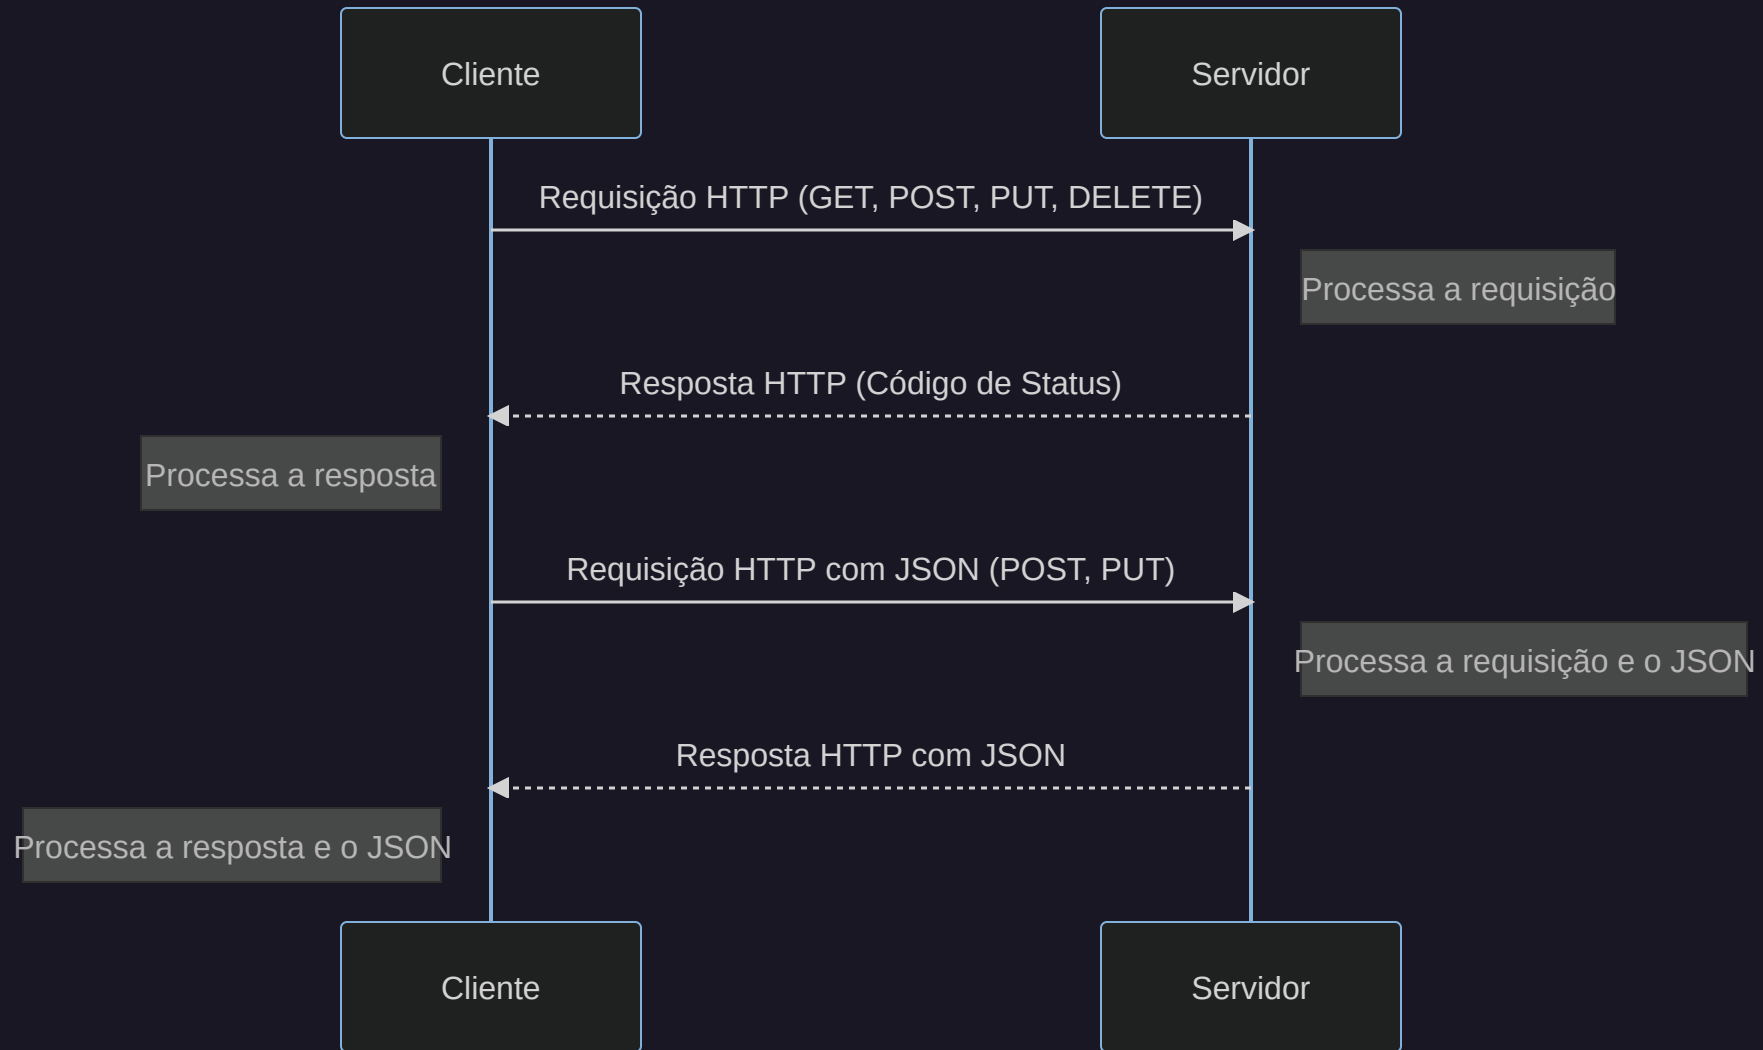 Cliente
Servidor
Requisição HTTP (GET, POST, PUT, DELETE)
Processa a requisição
Resposta HTTP (Código de Status)
Processa a resposta
Requisição HTTP com JSON (POST, PUT)
Processa a requisição e o JSON
Resposta HTTP com JSON
Processa a resposta e o JSON
Cliente
Servidor